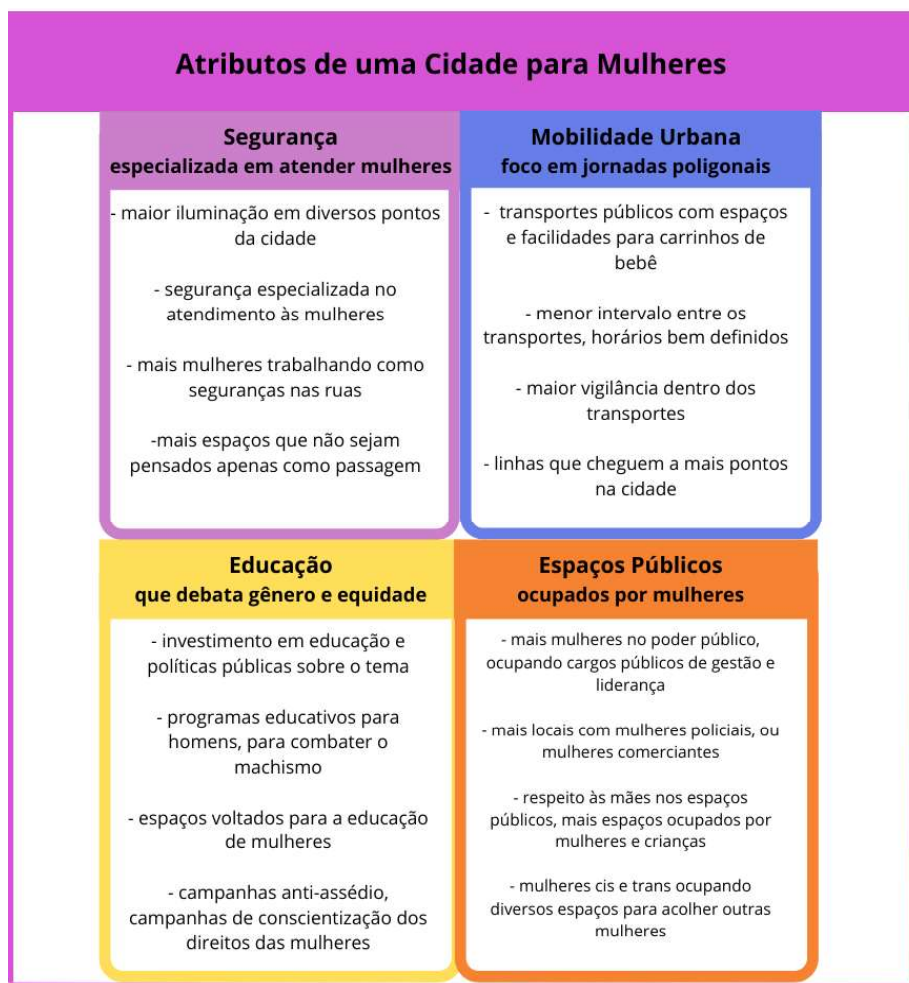 Atributos de uma Cidade para Mulheres
Segurança
especializada em atender mulheres
- maior iluminação em diversos pontos
da cidade
- segurança especializada no
atendimento às mulheres
- mais mulheres trabalhando como
seguranças nas ruas
-mais espaços que não sejam
pensados apenas como passagem
Mobilidade Urbana
foco em jornadas poligonais
- transportes públicos com espaços
e facilidades para carrinhos de
bebê
- menor intervalo entre os
transportes, horários bem definidos
- maior vigilância dentro dos
transportes
- linhas que cheguem a mais pontos
na cidade
Educação
que debata gênero e equidade
- investimento em educação e
políticas públicas sobre o tema
- programas educativos para
homens, para combater o
machismo
- espaços voltados para a educação
de mulheres
- campanhas anti-assédio,
campanhas de conscientização dos
direitos das mulheres
Espaços Públicos
ocupados por mulheres
- mais mulheres no poder público,
ocupando cargos públicos de gestão e
liderança
- mais locais com mulheres policiais, ou
mulheres comerciantes
- respeito às mães nos espaços
públicos, mais espaços ocupados por
mulheres e crianças
- mulheres cis e trans ocupando
diversos espaços para acolher outras
mulheres